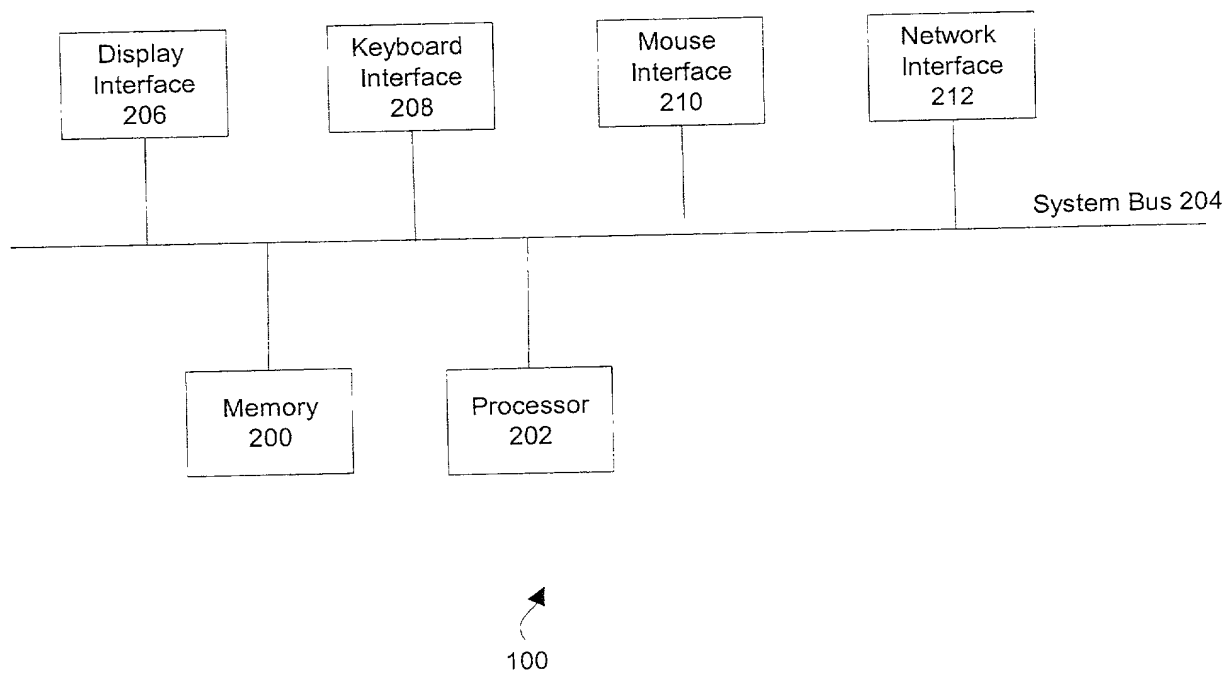 Display
Interface
206
Keyboard
Interface
208
Mouse
Interface
210
Network
Interface
212
System Bus 204
Memory
200
Processor
202
100